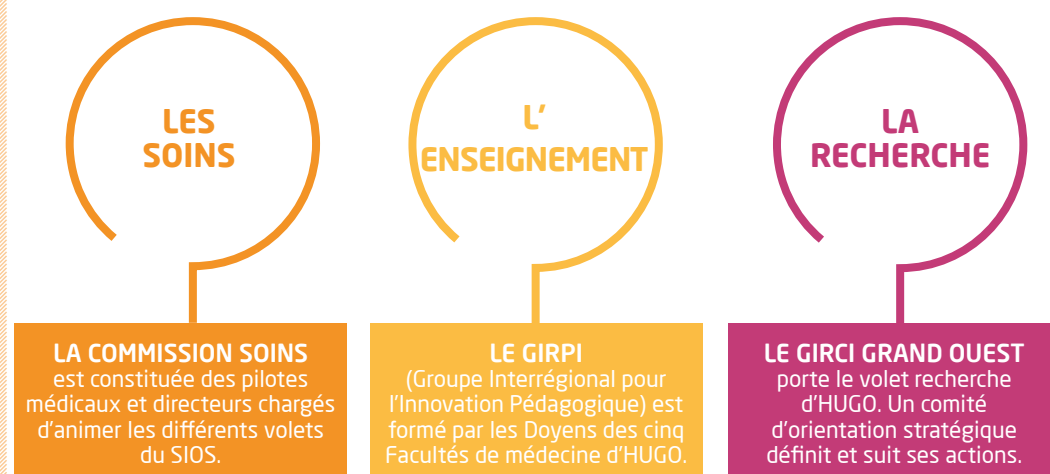 LES
SOINS
LA COMMISSION SOINS
est constituée des pilotes
médicaux et directeurs chargés
d'animer les différents volets
du SIOS.
L'
ENSEIGNEMENT
LE GIRPI
(Groupe Interrégional pour
l'Innovation Pédagogique) est
formé par les Doyens des cinq
Facultés de médecine d'HUGO.
LA
RECHERCHE
LE GIRCI GRAND OUEST
porte le volet recherche
d'HUGO. Un comité
d'orientation stratégique
définit et suit ses actions.